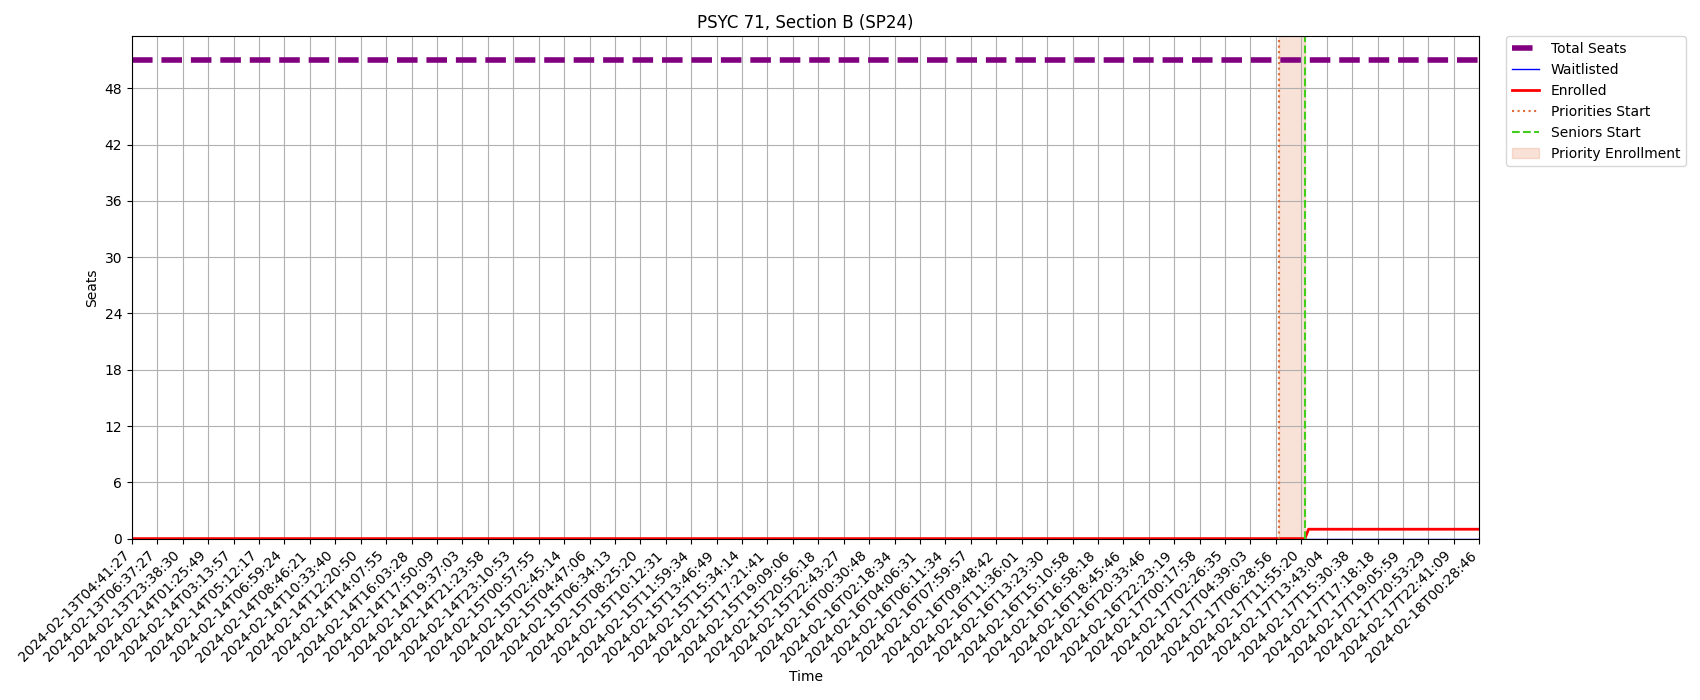 PSYC 71, Section B (SP24)
Total Seats
Waitlisted
Enrolled
Priorities Start
Seniors Start
Priority Enrollment
Seats
48
42
36
30
24
18
12
6
0
2024-02-13T04:41:27
2024-02-13T06:37:27
2024-02-13T23:38:30
2024-02-14T01:25:49
2024-02-14T03:13:57
2024-02-14T05:12:17
2024-02-14T06:59:24
2024-02-14T08:46:21
2024-02-14T10:33:40
2024-02-14T12:20:50
2024-02-14T14:07:55
2024-02-14T16:03:28
2024-02-14T17:50:09
2024-02-14T19:37:03
2024-02-14T21:23:58
2024-02-14T23:10:53
2024-02-15T00:57:55
2024-02-15T02:45:14
2024-02-15T04:47:06
2024-02-15T06:34:13
2024-02-15T08:25:20
2024-02-15T10:12:31
2024-02-15T11:59:34
2024-02-15T13:46:49
2024-02-15T15:34:14
2024-02-15T17:21:41
2024-02-15T19:09:06
2024-02-15T20:56:18
2024-02-15T22:43:27
2024-02-16T00:30:48
2024-02-16T02:18:34
2024-02-16T04:06:31
2024-02-16T06:11:34
2024-02-16T07:59:57
2024-02-16T09:48:42
2024-02-16T11:36:01
2024-02-16T13:23:30
2024-02-16T15:10:58
2024-02-16T16:58:18
2024-02-16T18:45:46
2024-02-16T20:33:46
2024-02-16T22:23:19
2024-02-17T00:17:58
2024-02-17T02:26:35
2024-02-17T04:39:03
2024-02-17T06:28:56
2024-02-17T11:55:20
2024-02-17T13:45:04
2024-02-17T15:30:38
2024-02-17T17:18:18
2024-02-17T19:05:59
2024-02-17T20:53:29
2024-02-17T22:41:09
2024-02-18T00:28:46
Time